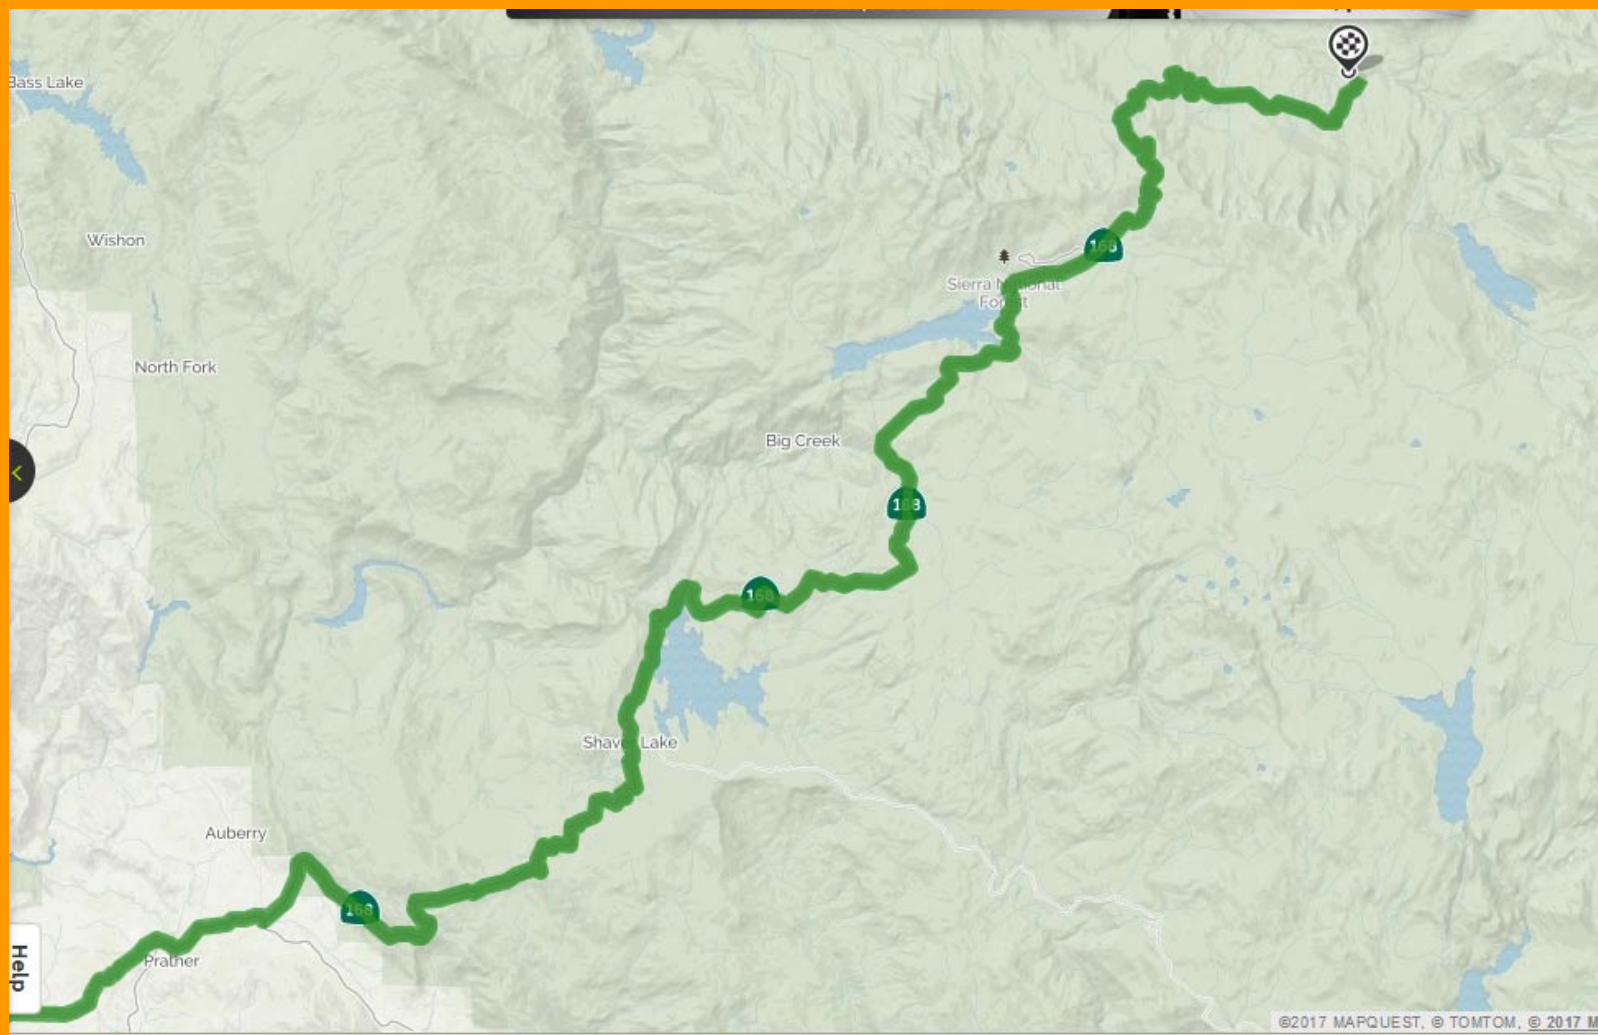 Bass Lake
Wishon
168
Sierra National
Forest
North Fork
Big Creek
168
168
Shaver Lake
Auberry
168
Prather
Help
©2017 MAPQUEST, © TOMTOM, © 2017 M